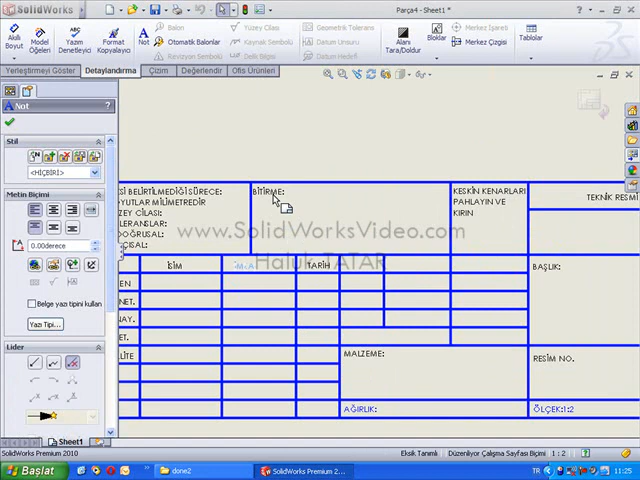 SolidWorks
Parça4 - Sheet1 *
Akıllı Boyut
Model Öğeleri
Yazım Denetleyici
Format Kopyalayıcı
Not
Balon
Otomatik Balonlar
Revizyon Sembolü
Yüzey Cilası
Kaynak Sembolü
Delik Bilgisi
Geometrik Tolerans
Datum Unsuru
Datum Hedefi
Alanı Tara/Doldur
Bloklar
Merkez İşareti
Merkez Çizgisi
Tablolar
Yerleştirmeyi Göster
Detaylandırma
Çizim
Değerlendir
Ofis Ürünleri
Not
Stil
<HİÇBİRİ>
Metin Biçimi
0.00derece
Belge yazı tipini kullan
Yazı Tipi...
Lider
Sİ BELİRTİLMEDİĞİ SÜRECE:
OYUTLAR MİLİMETREDİR
ZEY CİLASI:
LERANSLAR:
DOĞRUSAL:
ÇISAL:
BİTİRME:
KESKİN KENARLARI
PAHLAYIN VE
KIRIN
TEKNİK RESMİ
www.SolidWorksVideo.com
Haluk TATAR
İSİM
İMZA
TARİH
EN
NET.
NAY.
ET.
LİTE
BAŞLIK:
MALZEME:
RESİM NO.
AĞIRLIK:
ÖLÇEK:1:2
Sheet1
SolidWorks Premium 2010
Eksik Tanımlı
Düzenliyor Çalışma Sayfası Biçimi
1 : 2
Başlat
done2
SolidWorks Premium 2...
TR
11:25